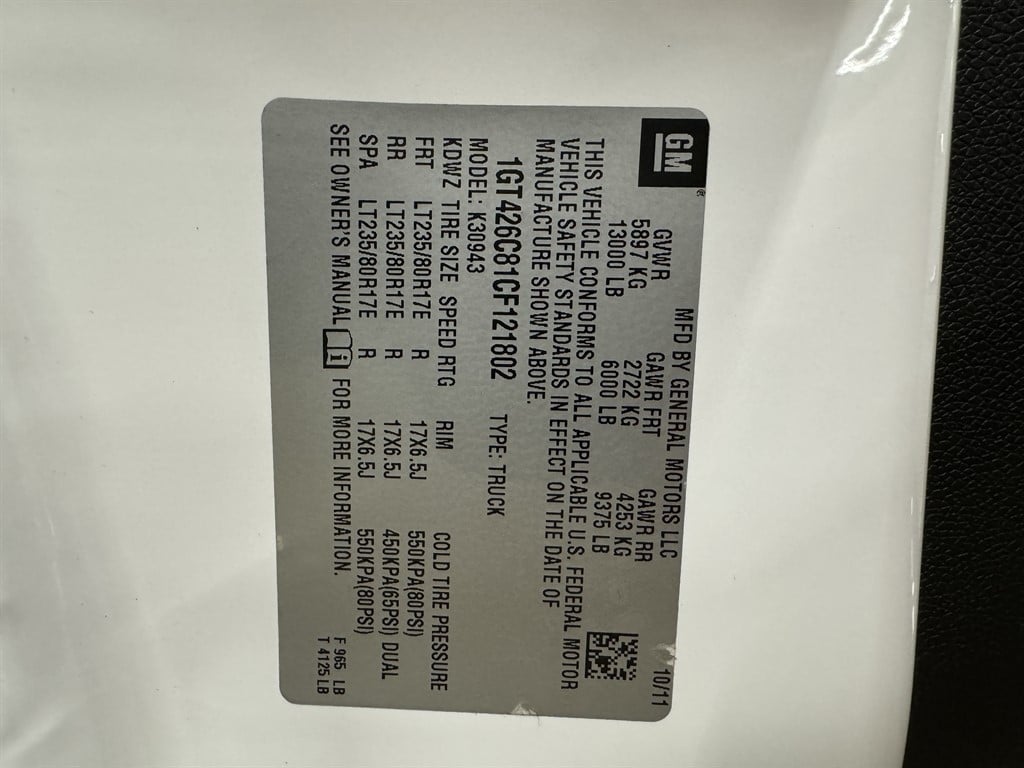 GM
MFD BY GENERAL MOTORS LLC 10/11
GVWR GAWR FRT GAWR RR
5897 KG 2722 KG 4253 KG
13000 LB 6000 LB 9375 LB
THIS VEHICLE CONFORMS TO ALL APPLICABLE U.S. FEDERAL MOTOR
VEHICLE SAFETY STANDARDS IN EFFECT ON THE DATE OF
MANUFACTURE SHOWN ABOVE.
1GT426C81CF121802 TYPE: TRUCK
MODEL: K30943
KDWZ TIRE SIZE SPEED RTG RIM COLD TIRE PRESSURE
FRT LT235/80R17E R 17X6.5J 550KPA(80PSI)
RR LT235/80R17E R 17X6.5J 450KPA(65PSI) DUAL
SPA LT235/80R17E R 17X6.5J 550KPA(80PSI)
SEE OWNER'S MANUAL i FOR MORE INFORMATION.
F 965 LB
T 4125 LB